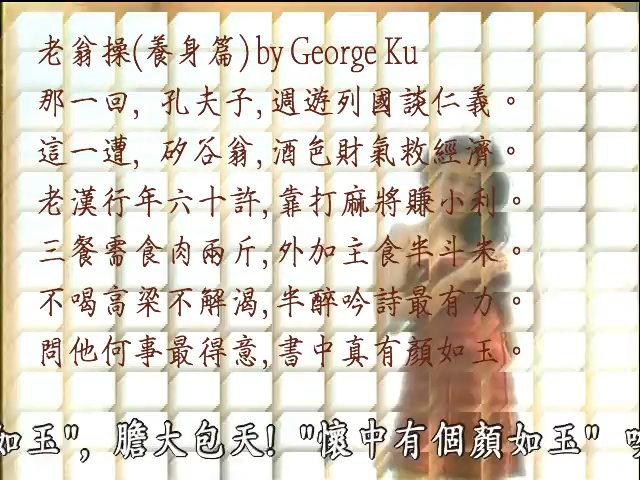 老翁操(養身篇) by George Ku
那一回, 孔夫子, 週遊列國談仁義。
這一遭, 矽谷翁, 酒色財氣救經濟。
老漢行年六十許, 靠打麻將賺小利。
三餐需食肉兩斤, 外加主食半斗米。
不喝高梁不解渴, 半醉吟詩最有力。
問他何事最得意, 書中真有顏如玉。
如玉", 膽大包天! "懷中有個顏如玉"